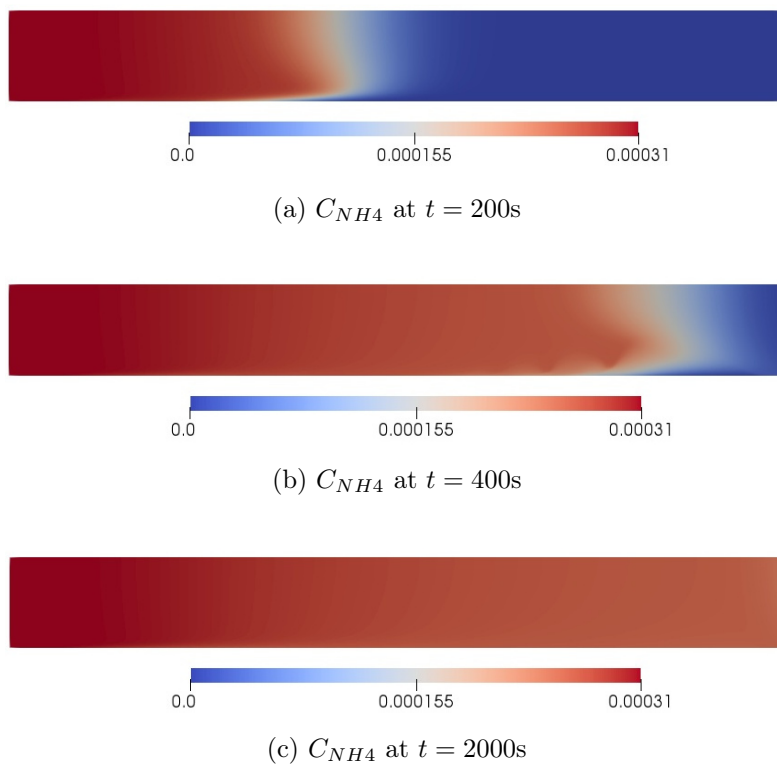 0.0 0.000155 0.00031
(a) C_{NH4} at t = 200s
0.0 0.000155 0.00031
(b) C_{NH4} at t = 400s
0.0 0.000155 0.00031
(c) C_{NH4} at t = 2000s